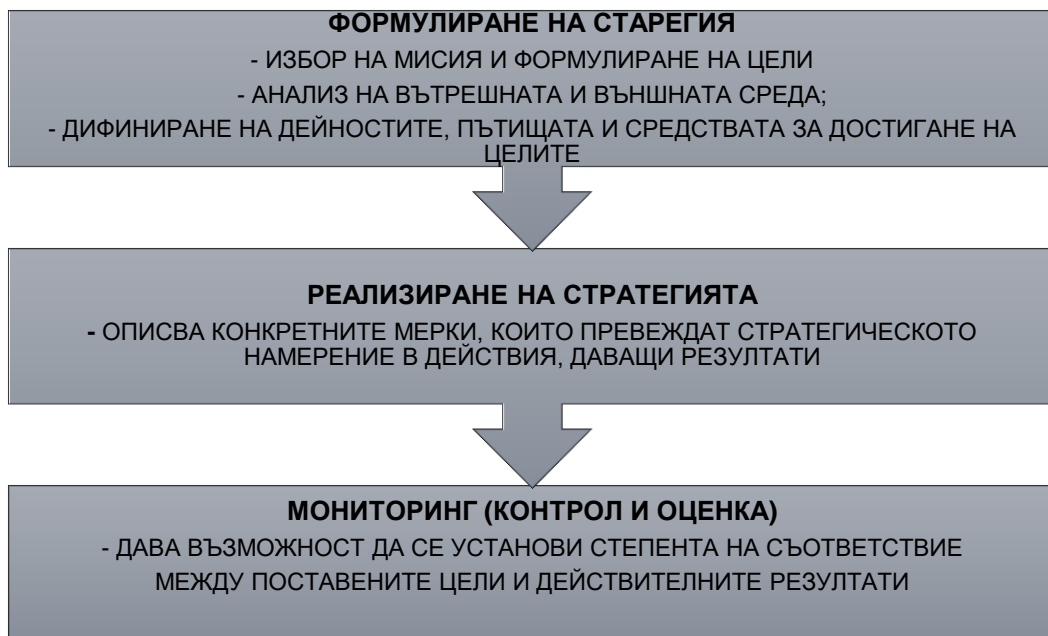 ФОРМУЛИРАНЕ НА СТАРЕГИЯ
- ИЗБОР НА МИСИЯ И ФОРМУЛИРАНЕ НА ЦЕЛИ
- АНАЛИЗ НА ВЪТРЕШНАТА И ВЪНШНАТА СРЕДА;
- ДИФИНИРАНЕ НА ДЕЙНОСТИТЕ, ПЪТИЩАТА И СРЕДСТВАТА ЗА ДОСТИГАНЕ НА
ЦЕЛИТЕ
РЕАЛИЗИРАНЕ НА СТРАТЕГИЯТА
- ОПИСВА КОНКРЕТНИТЕ МЕРКИ, КОИТО ПРЕВЕЖДАТ СТРАТЕГИЧЕСКОТО
НАМЕРЕНИЕ В ДЕЙСТВИЯ, ДАВАЩИ РЕЗУЛТАТИ
МОНИТОРИНГ (КОНТРОЛ И ОЦЕНКА)
- ДАВА ВЪЗМОЖНОСТ ДА СЕ УСТАНОВИ СТЕПЕНТА НА СЪОТВЕТСТВИЕ
МЕЖДУ ПОСТАВЕНИТЕ ЦЕЛИ И ДЕЙСТВИТЕЛНИТЕ РЕЗУЛТАТИ